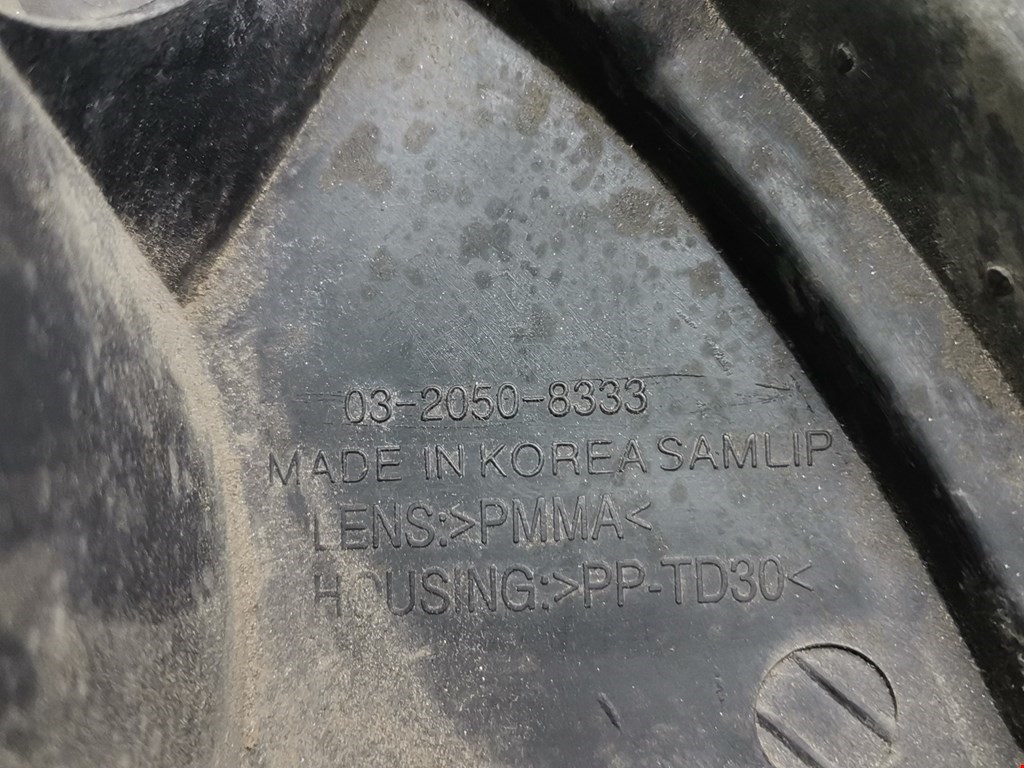 03-2050-8333
MADE IN KOREA SAMLIP
LENS:>PMMA<
HOUSING:>PP-TD30<